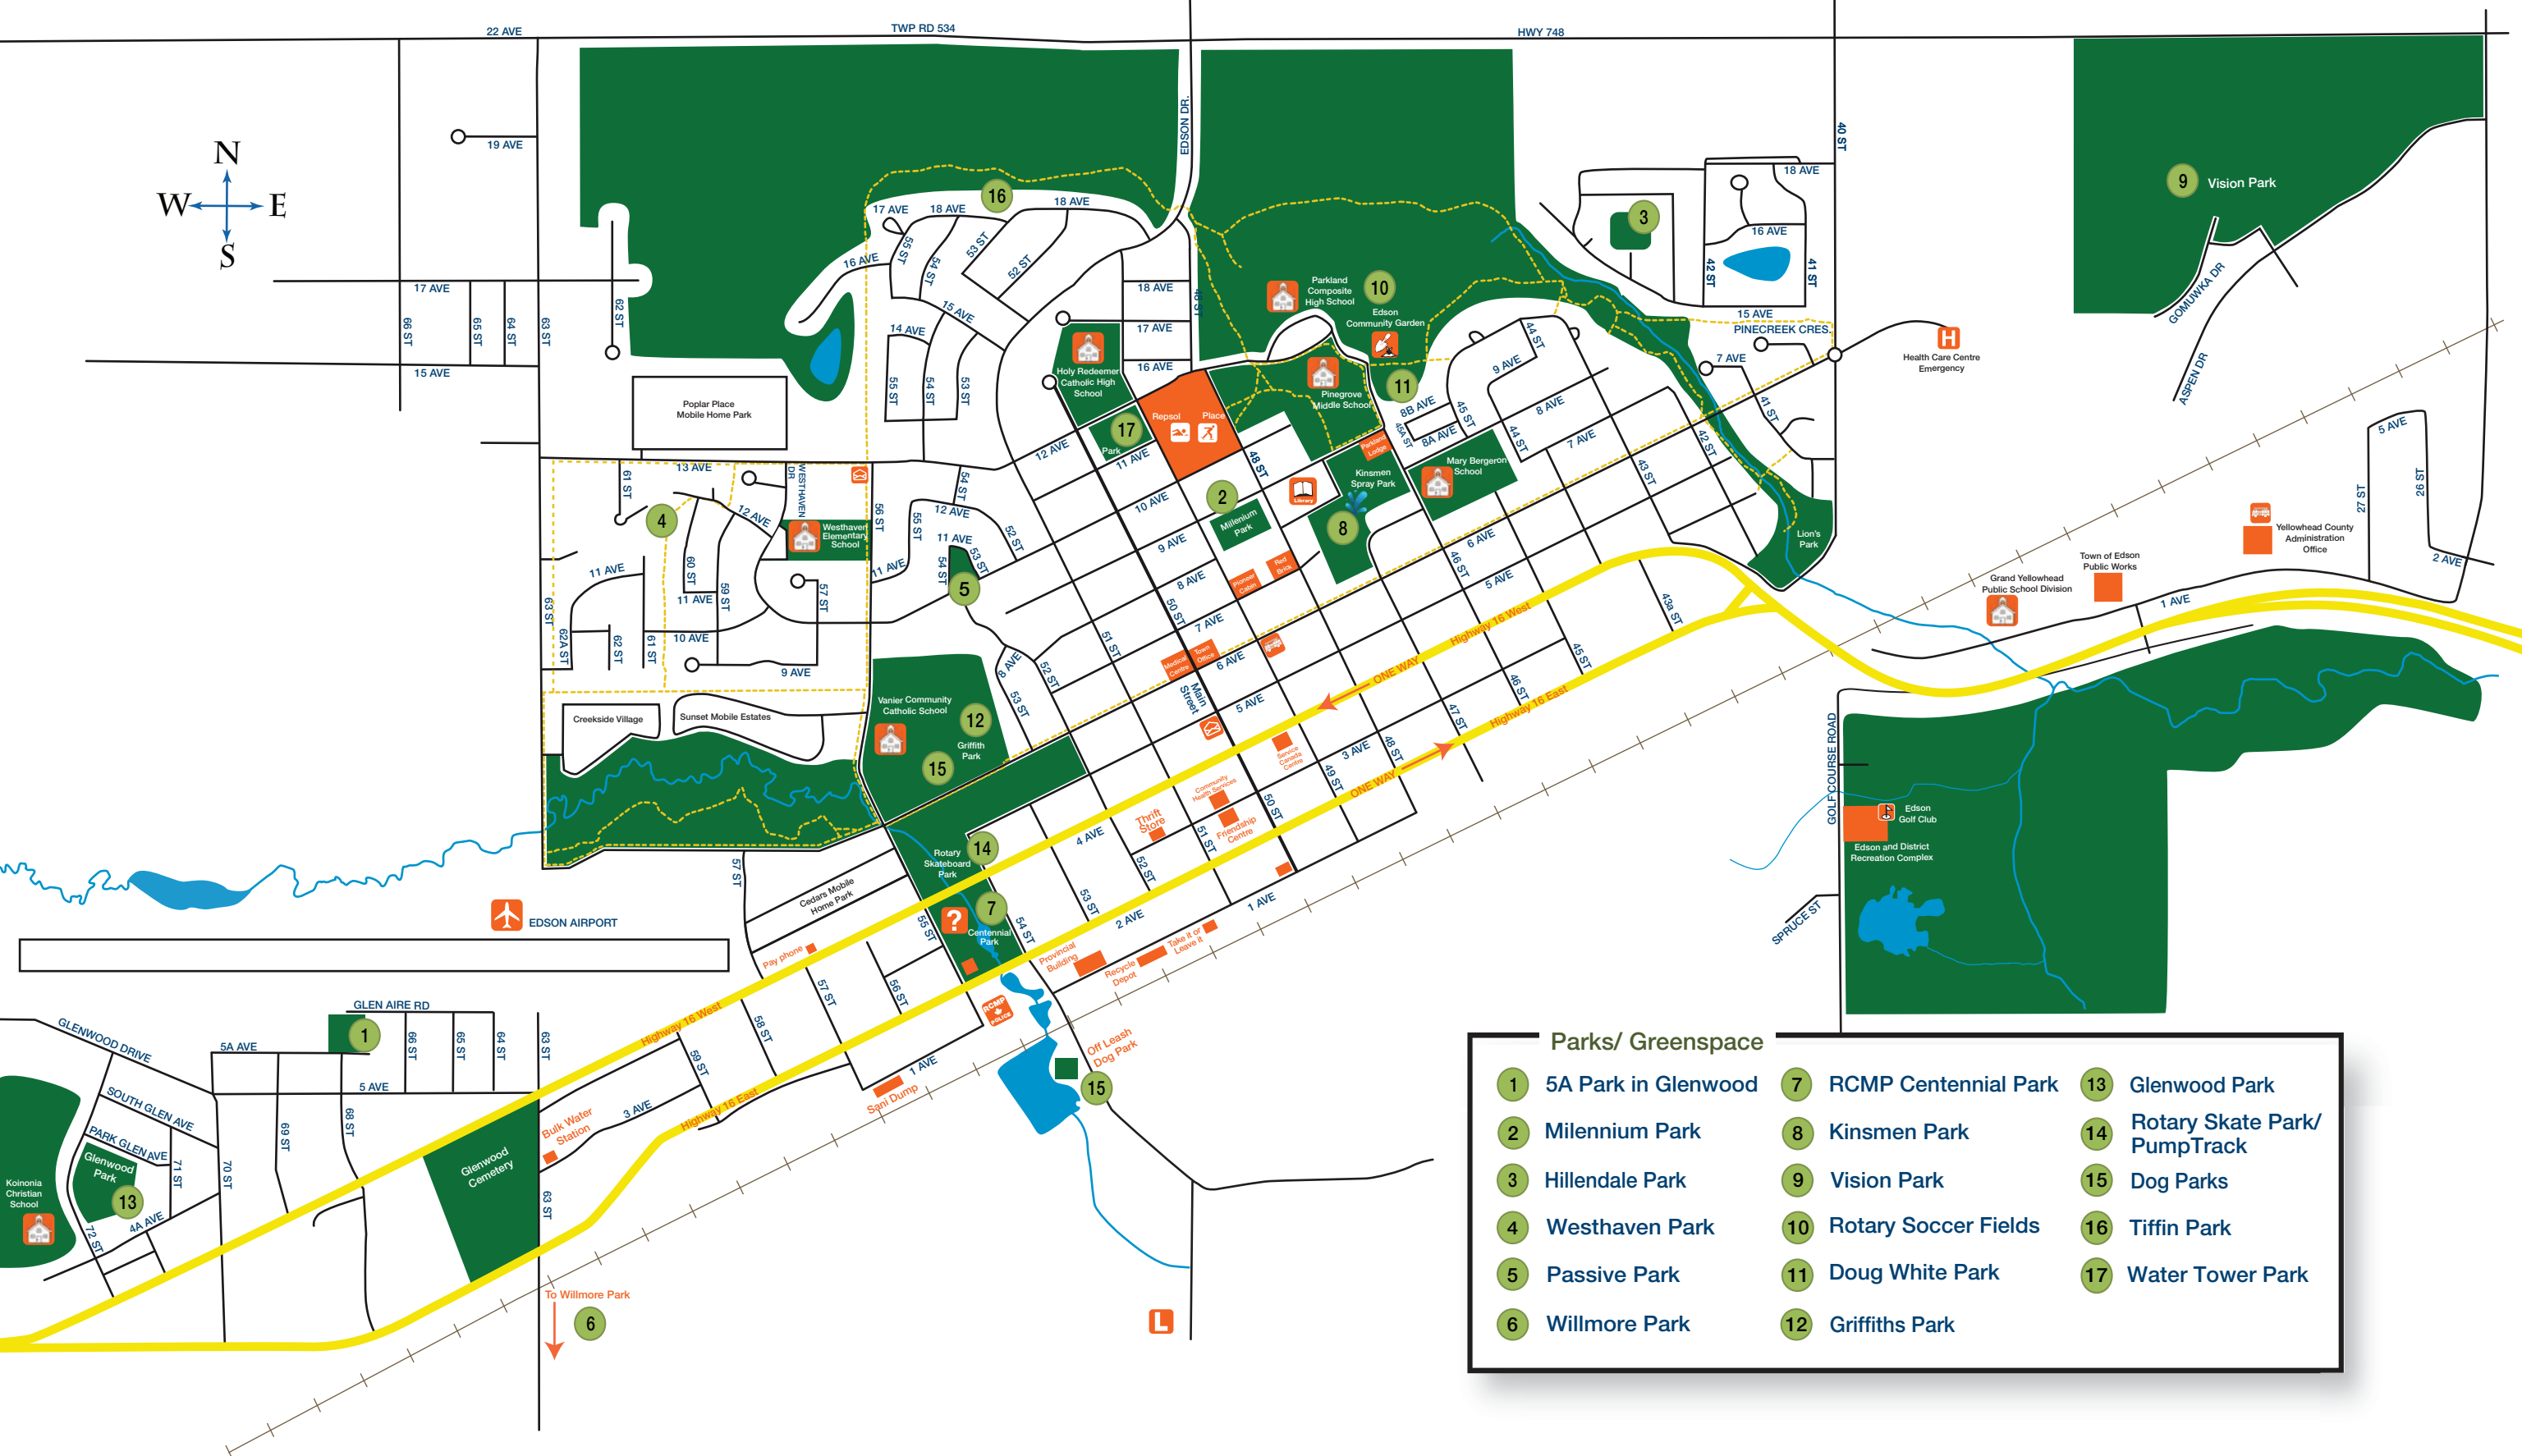 22 AVE
TWP RD 534
HWY 748
EDSON DR.
40 ST
19 AVE
N
W
E
S
18 AVE
9
Vision Park
16
17 AVE
18 AVE
18 AVE
3
16 AVE
42 ST
41 ST
55 ST
54 ST
53 ST
52 ST
16 AVE
17 AVE
62 ST
15 AVE
18 AVE
48 ST
Parkland
Composite
High School
10
Edson
Community Garden
GOMUWKA DR
ASPEN DR
15 AVE
PINECREEK CRES.
66 ST
65 ST
64 ST
63 ST
14 AVE
17 AVE
44 ST
7 AVE
H
Health Care Centre
Emergency
15 AVE
16 AVE
9 AVE
Holy Redeemer
Catholic High
School
55 ST
54 ST
53 ST
Pinegrove
Middle School
11
Poplar Place
Mobile Home Park
Repsol
Place
8B AVE
45A ST
8A AVE
45 ST
8 AVE
41 ST
17
Park
12 AVE
11 AVE
44 ST
7 AVE
42 ST
5 AVE
Parkland
Lodge
13 AVE
WESTHAVEN
DR
61 ST
54 ST
48 ST
Kinsmen
Spray Park
Mary Bergeron
School
43 ST
27 ST
26 ST
2
Library
10 AVE
4
12 AVE
56 ST
12 AVE
55 ST
Millenium
Park
8
Westhaven
Elementary
School
52 ST
Lion's
Park
Yellowhead County
Administration
Office
9 AVE
6 AVE
11 AVE
53 ST
54 ST
5
11 AVE
Red
Brick
Pioneer
Cabin
46 ST
5 AVE
Town of Edson
Public Works
2 AVE
11 AVE
60 ST
59 ST
57 ST
8 AVE
Grand Yellowhead
Public School Division
1 AVE
11 AVE
50 ST
7 AVE
43a ST
63 ST
62A ST
62 ST
61 ST
10 AVE
51 ST
Highway 16 West
9 AVE
8 AVE
52 ST
53 ST
Medical
Centre
Town
Office
6 AVE
45 ST
ONE WAY
46 ST
Main
Street
5 AVE
Highway 16 East
47 ST
Creekside Village
Sunset Mobile Estates
Vanier Community
Catholic School
12
Griffith
Park
15
Service
Canada
Centre
3 AVE
48 ST
49 ST
ONE WAY
GOLF COURSE ROAD
Community
Health Services
50 ST
Thrift
Store
Friendship
Centre
51 ST
4 AVE
52 ST
Edson
Golf Club
Edson and District
Recreation Complex
14
Rotary
Skateboard
Park
57 ST
Cedars Mobile
Home Park
53 ST
2 AVE
1 AVE
SPRUCE ST
EDSON AIRPORT
?
7
Centennial
Park
55 ST
54 ST
Pay phone
Provincial
Building
Recycle
Depot
Take it or
Leave it
57 ST
56 ST
RCMP
POLICE
58 ST
Highway 16 West
59 ST
1 AVE
Sani Dump
Off Leash
Dog Park
15
GLEN AIRE RD
1
GLENWOOD DRIVE
5A AVE
66 ST
65 ST
64 ST
63 ST
5 AVE
SOUTH GLEN AVE
PARK GLEN AVE
69 ST
68 ST
71 ST
70 ST
Bulk Water
Station
3 AVE
Highway 16 East
Glenwood
Cemetery
Glenwood
Park
13
Koinonia
Christian
School
72 ST
4A AVE
63 ST
To Willmore Park
6
L
Parks/ Greenspace
1 5A Park in Glenwood
2 Milennium Park
3 Hillendale Park
4 Westhaven Park
5 Passive Park
6 Willmore Park
7 RCMP Centennial Park
8 Kinsmen Park
9 Vision Park
10 Rotary Soccer Fields
11 Doug White Park
12 Griffiths Park
13 Glenwood Park
14 Rotary Skate Park/
PumpTrack
15 Dog Parks
16 Tiffin Park
17 Water Tower Park